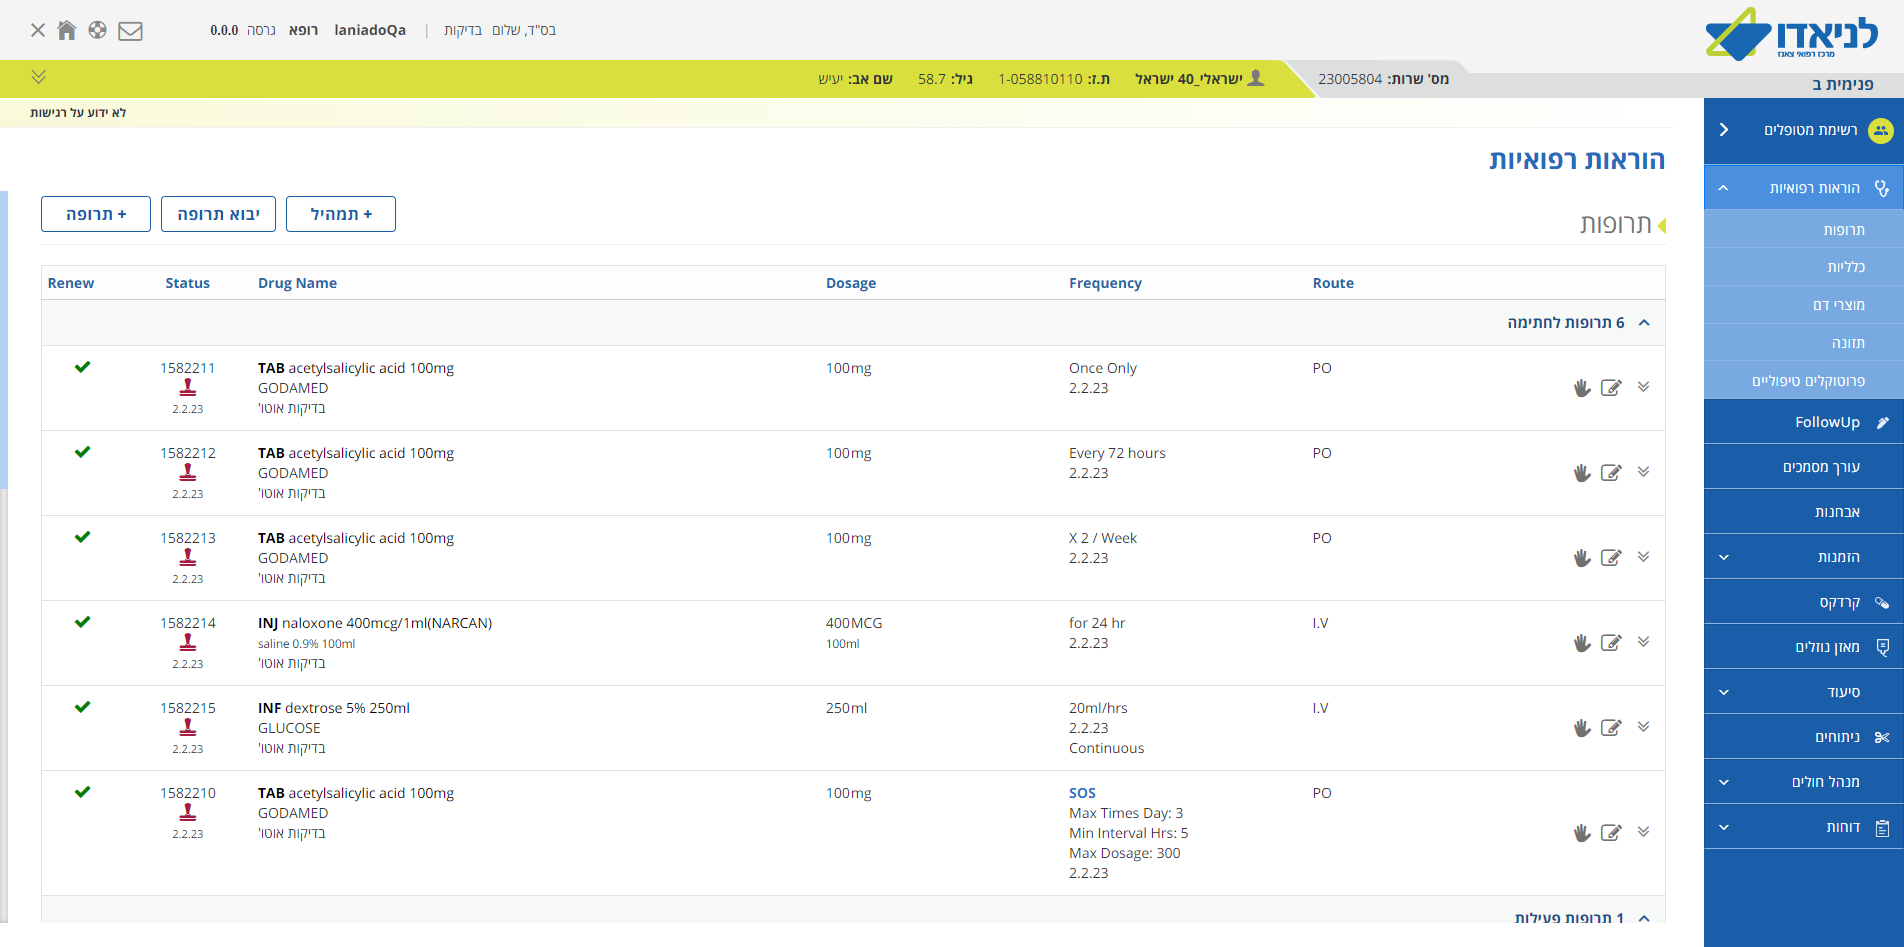 לניאדו
מרכז רפואי צאנז
בס"ד, שלום בדיקות | laniadoQa רופא גרסה 0.0.0
פנימית ב
מס' שרות: 23005804
ישראלי_40 ישראל ת.ז: 1-058810110 גיל: 58.7 שם אב: יעיש
לא ידוע על רגישות
רשימת מטופלים
הוראות רפואיות
תרופות
כלליות
מוצרי דם
תזונה
פרוטוקלים טיפוליים
FollowUp
עורך מסמכים
אבחנות
הזמנות
קרדקס
מאזן נוזלים
סיעוד
ניתוחים
מנהל חולים
דוחות
הוראות רפואיות
תרופות
+ תמהיל
יבוא תרופה
+ תרופה
Renew Status Drug Name Dosage Frequency Route
6 תרופות לחתימה
1582211 TAB acetylsalicylic acid 100mg 100mg Once Only PO
GODAMED 2.2.23
2.2.23 בדיקות אוטו'
1582212 TAB acetylsalicylic acid 100mg 100mg Every 72 hours PO
GODAMED 2.2.23
2.2.23 בדיקות אוטו'
1582213 TAB acetylsalicylic acid 100mg 100mg X 2 / Week PO
GODAMED 2.2.23
2.2.23 בדיקות אוטו'
1582214 INJ naloxone 400mcg/1ml(NARCAN) 400MCG for 24 hr I.V
saline 0.9% 100ml 100ml 2.2.23
2.2.23 בדיקות אוטו'
1582215 INF dextrose 5% 250ml 250ml 20ml/hrs I.V
GLUCOSE 2.2.23
2.2.23 בדיקות אוטו' Continuous
1582210 TAB acetylsalicylic acid 100mg 100mg SOS PO
GODAMED Max Times Day: 3
2.2.23 בדיקות אוטו' Min Interval Hrs: 5
Max Dosage: 300
2.2.23
1 תרופות פעילות